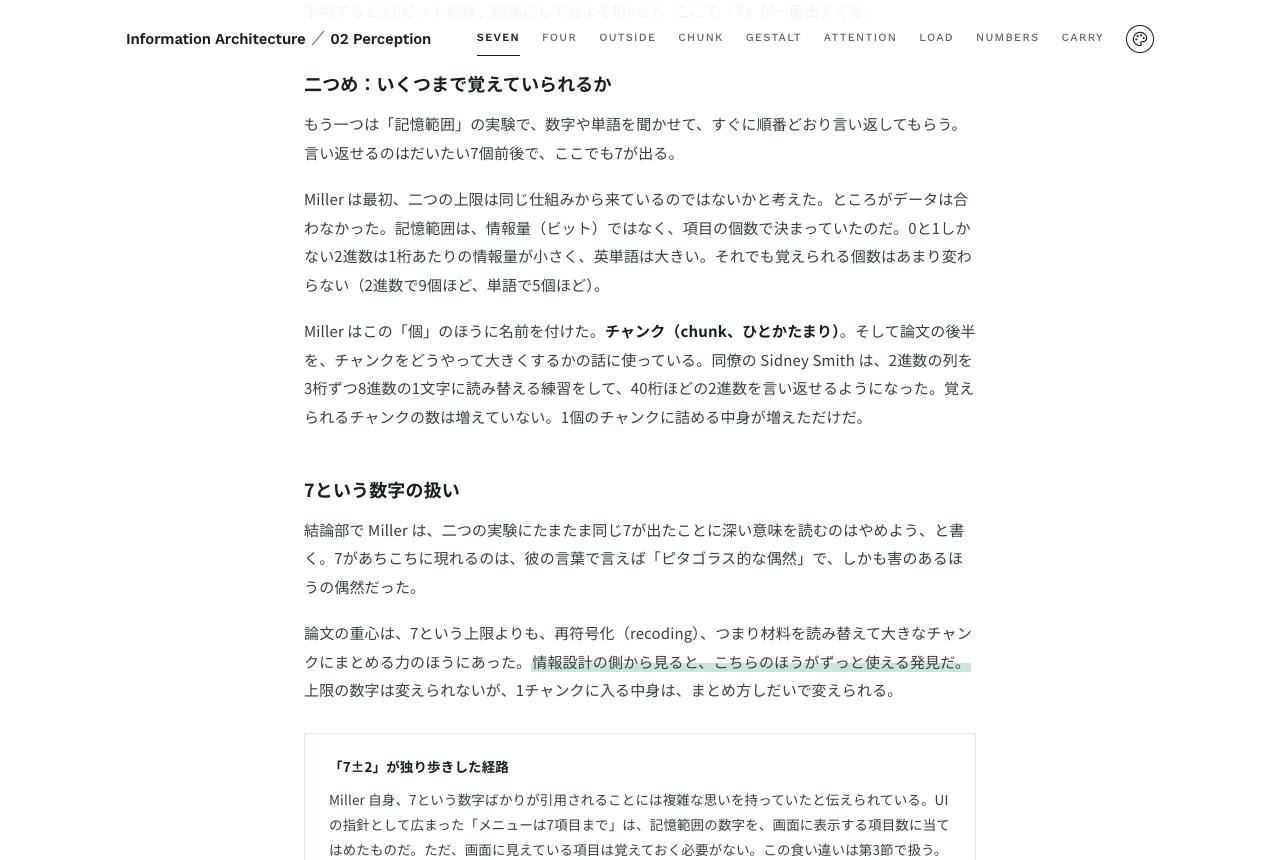 平均すると2.6ビット前後、段階にしておよそ6から7。ここで「7」が一度出てくる。
Information Architecture ／ 02 Perception
SEVEN FOUR OUTSIDE CHUNK GESTALT ATTENTION LOAD NUMBERS CARRY
二つめ：いくつまで覚えていられるか
もう一つは「記憶範囲」の実験で、数字や単語を聞かせて、すぐに順番どおり言い返してもらう。
言い返せるのはだいたい7個前後で、ここでも7が出る。
Miller は最初、二つの上限は同じ仕組みから来ているのではないかと考えた。ところがデータは合
わなかった。記憶範囲は、情報量（ビット）ではなく、項目の個数で決まっていたのだ。0と1しか
ない2進数は1桁あたりの情報量が小さく、英単語は大きい。それでも覚えられる個数はあまり変わ
らない（2進数で9個ほど、単語で5個ほど）。
Miller はこの「個」のほうに名前を付けた。チャンク（chunk、ひとかたまり）。そして論文の後半
を、チャンクをどうやって大きくするかの話に使っている。同僚の Sidney Smith は、2進数の列を
3桁ずつ8進数の1文字に読み替える練習をして、40桁ほどの2進数を言い返せるようになった。覚え
られるチャンクの数は増えていない。1個のチャンクに詰める中身が増えただけだ。
7という数字の扱い
結論部で Miller は、二つの実験にたまたま同じ7が出たことに深い意味を読むのはやめよう、と書
く。7があちこちに現れるのは、彼の言葉で言えば「ピタゴラス的な偶然」で、しかも害のあるほ
うの偶然だった。
論文の重心は、7という上限よりも、再符号化（recoding）、つまり材料を読み替えて大きなチャン
クにまとめる力のほうにあった。情報設計の側から見ると、こちらのほうがずっと使える発見だ。
上限の数字は変えられないが、1チャンクに入る中身は、まとめ方しだいで変えられる。
「7±2」が独り歩きした経路
Miller 自身、7という数字ばかりが引用されることには複雑な思いを持っていたと伝えられている。UI
の指針として広まった「メニューは7項目まで」は、記憶範囲の数字を、画面に表示する項目数に当て
はめたものだ。ただ、画面に見えている項目は覚えておく必要がない。この食い違いは第3節で扱う。